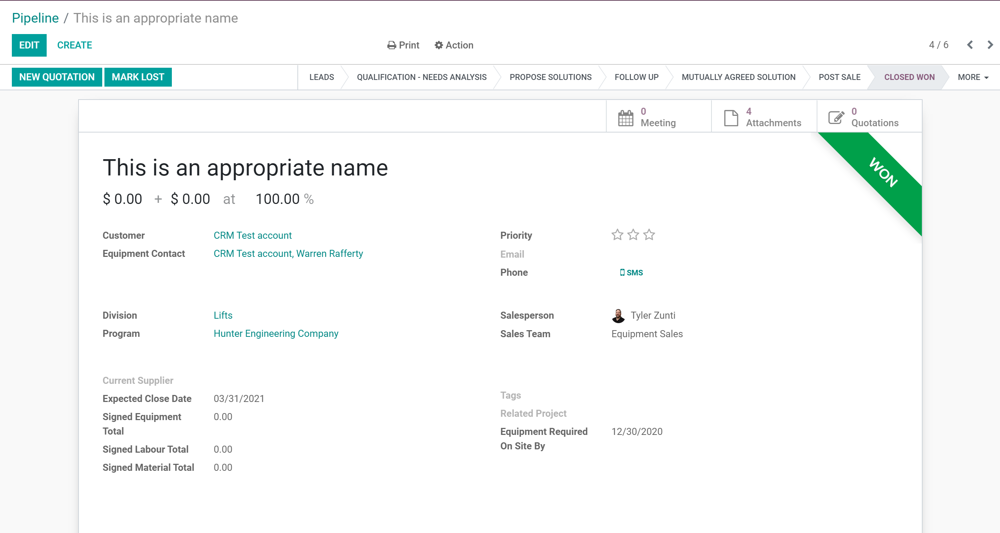 Pipeline / This is an appropriate name
EDIT CREATE Print Action 4 / 6
NEW QUOTATION MARK LOST LEADS QUALIFICATION - NEEDS ANALYSIS PROPOSE SOLUTIONS FOLLOW UP MUTUALLY AGREED SOLUTION POST SALE CLOSED WON MORE
0 Meeting
4 Attachments
0 Quotations
WON
This is an appropriate name
$ 0.00 + $ 0.00 at 100.00 %
Customer CRM Test account
Equipment Contact CRM Test account, Warren Rafferty
Priority
Email
Phone SMS
Division Lifts
Program Hunter Engineering Company
Salesperson Tyler Zunti
Sales Team Equipment Sales
Current Supplier
Expected Close Date 03/31/2021
Signed Equipment 0.00
Total
Signed Labour Total 0.00
Signed Material Total 0.00
Tags
Related Project
Equipment Required 12/30/2020
On Site By